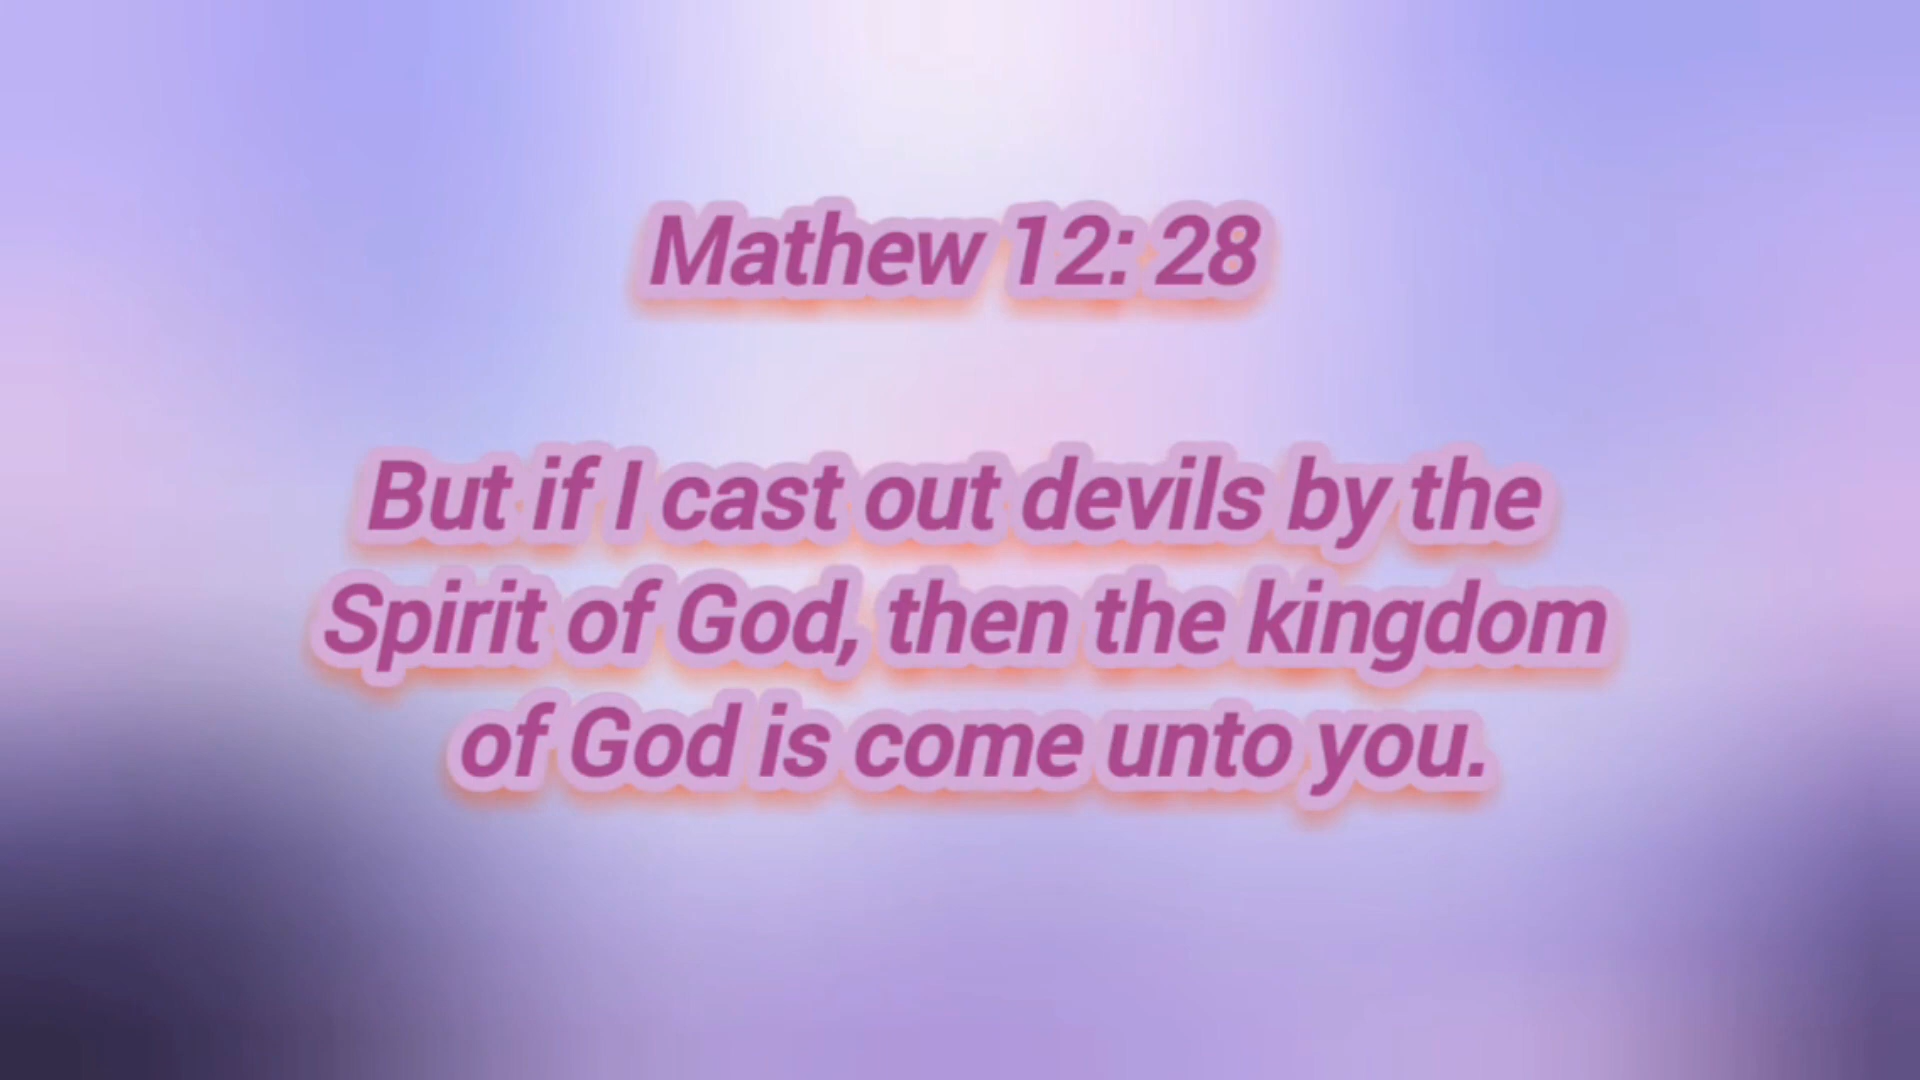 Mathew 12: 28
But if I cast out devils by the
Spirit of God, then the kingdom
of God is come unto you.